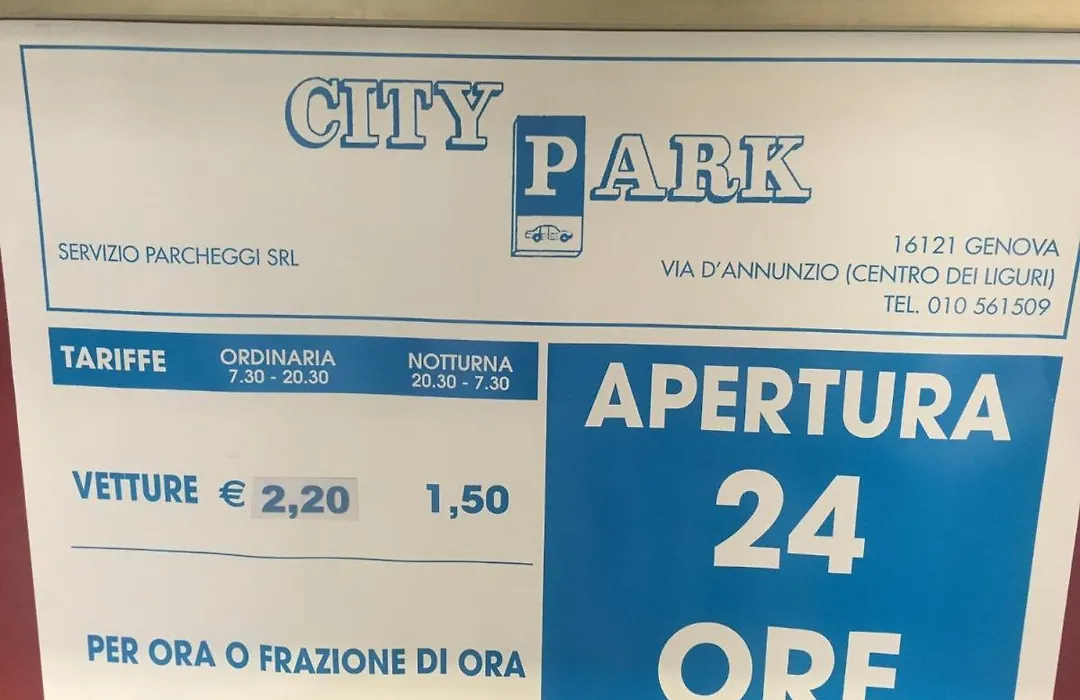 CITY PARK
SERVIZIO PARCHEGGI SRL
16121 GENOVA
VIA D'ANNUNZIO (CENTRO DEI LIGURI)
TEL. 010 561509
TARIFFE ORDINARIA NOTTURNA
7.30 - 20.30 20.30 - 7.30
VETTURE € 2,20 1,50
PER ORA O FRAZIONE DI ORA
APERTURA
24
ORE